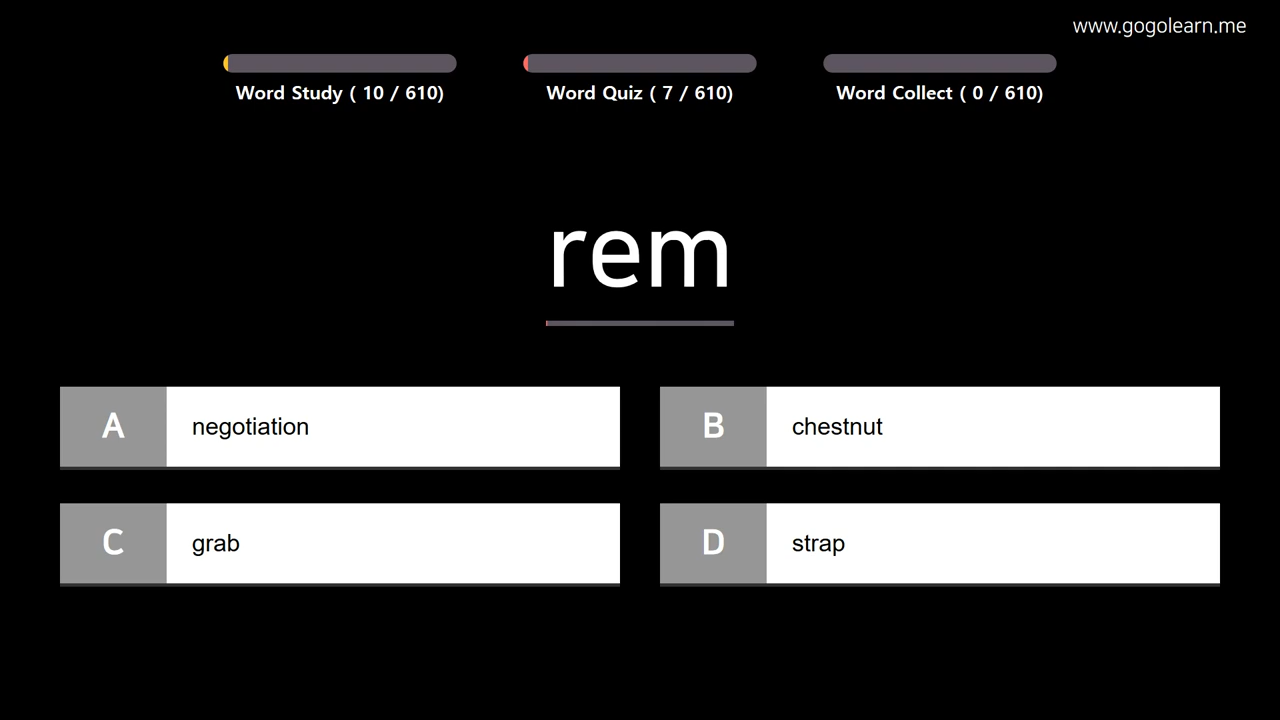 www.gogolearn.me
Word Study ( 10 / 610)
Word Quiz ( 7 / 610)
Word Collect ( 0 / 610)
rem
A negotiation
B chestnut
C grab
D strap